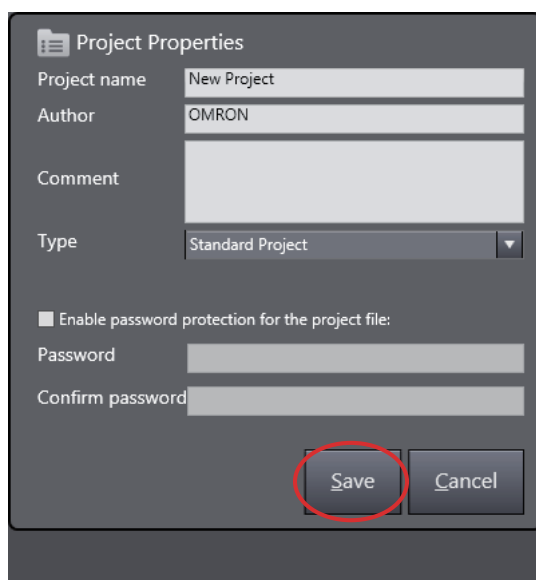 Project Properties
Project name New Project
Author OMRON
Comment
Type Standard Project
Enable password protection for the project file:
Password
Confirm password
Save Cancel